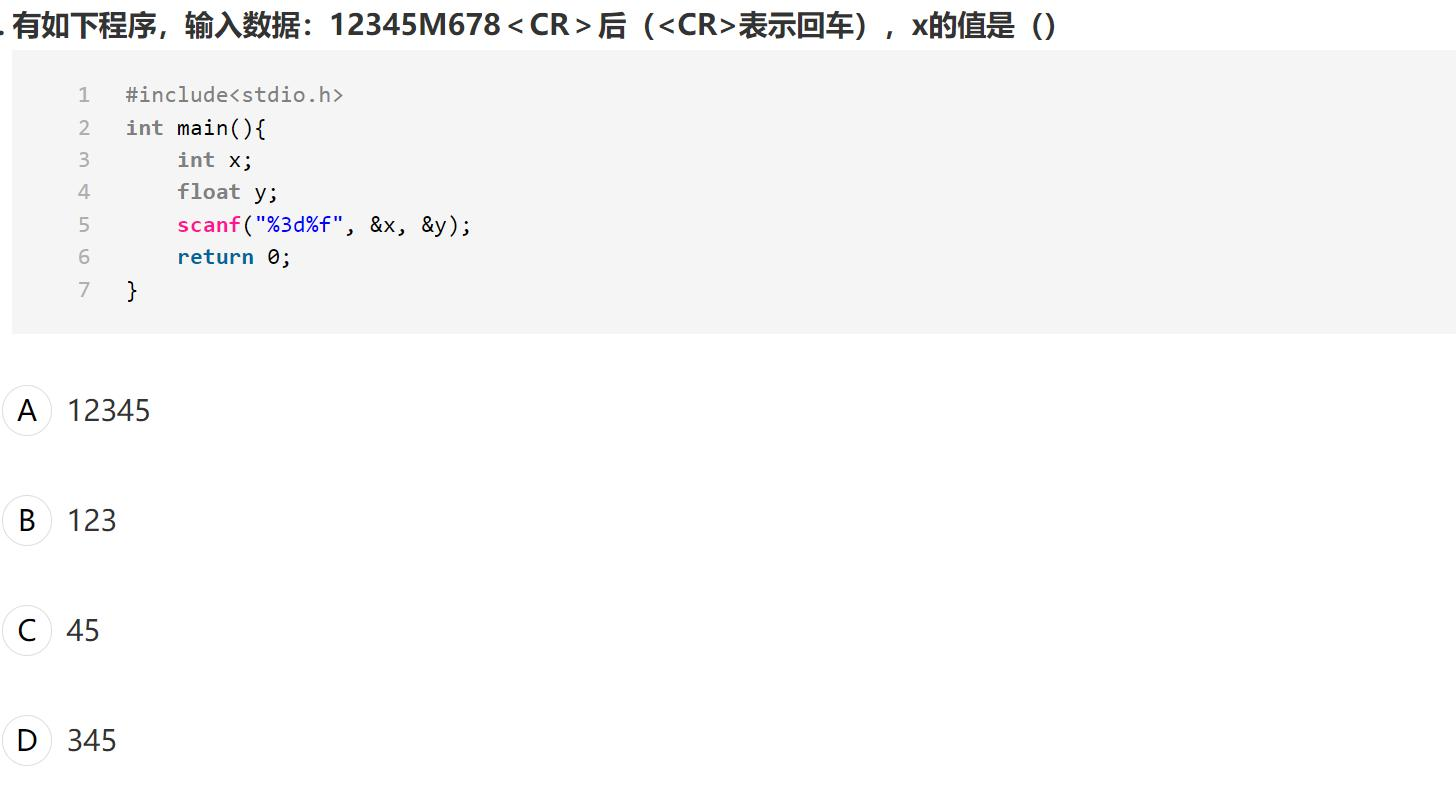 . 有如下程序，输入数据：12345M678＜CR＞后（<CR>表示回车），x的值是（）
1 #include<stdio.h>
2 int main(){
3     int x;
4     float y;
5     scanf("%3d%f", &x, &y);
6     return 0;
7 }
A 12345
B 123
C 45
D 345